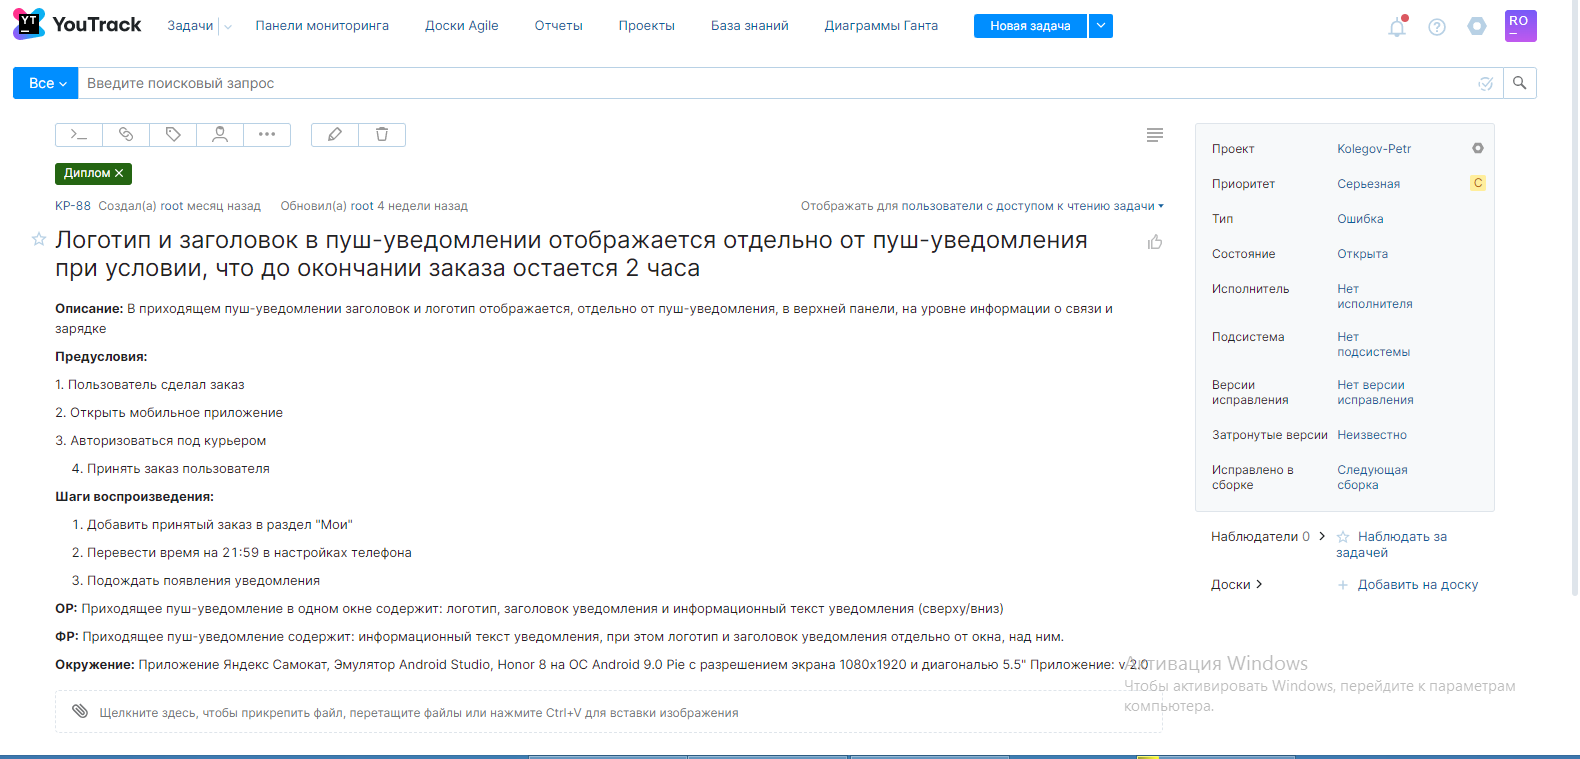 YT YouTrack Задачи Панели мониторинга Доски Agile Отчеты Проекты База знаний Диаграммы Ганта Новая задача RO
Все Введите поисковый запрос
Диплом
KP-88 Создал(а) root месяц назад Обновил(а) root 4 недели назад Отображать для пользователи с доступом к чтению задачи
Логотип и заголовок в пуш-уведомлении отображается отдельно от пуш-уведомления
при условии, что до окончании заказа остается 2 часа
Описание: В приходящем пуш-уведомлении заголовок и логотип отображается, отдельно от пуш-уведомления, в верхней панели, на уровне информации о связи и
зарядке
Предусловия:
1. Пользователь сделал заказ
2. Открыть мобильное приложение
3. Авторизоваться под курьером
4. Принять заказ пользователя
Шаги воспроизведения:
1. Добавить принятый заказ в раздел "Мои"
2. Перевести время на 21:59 в настройках телефона
3. Подождать появления уведомления
ОР: Приходящее пуш-уведомление в одном окне содержит: логотип, заголовок уведомления и информационный текст уведомления (сверху/вниз)
ФР: Приходящее пуш-уведомление содержит: информационный текст уведомления, при этом логотип и заголовок уведомления отдельно от окна, над ним.
Окружение: Приложение Яндекс Самокат, Эмулятор Android Studio, Honor 8 на ОС Android 9.0 Pie с разрешением экрана 1080x1920 и диагональю 5.5" Приложение: v 2.0
Щелкните здесь, чтобы прикрепить файл, перетащите файлы или нажмите Ctrl+V для вставки изображения
Проект Kolegov-Petr
Приоритет Серьезная С
Тип Ошибка
Состояние Открыта
Исполнитель Нет
исполнителя
Подсистема Нет
подсистемы
Версии Нет версии
исправления исправления
Затронутые версии Неизвестно
Исправлено в Следующая
сборке сборка
Наблюдатели 0 Наблюдать за
задачей
Доски Добавить на доску
Активация Windows
Чтобы активировать Windows, перейдите к параметрам
компьютера.